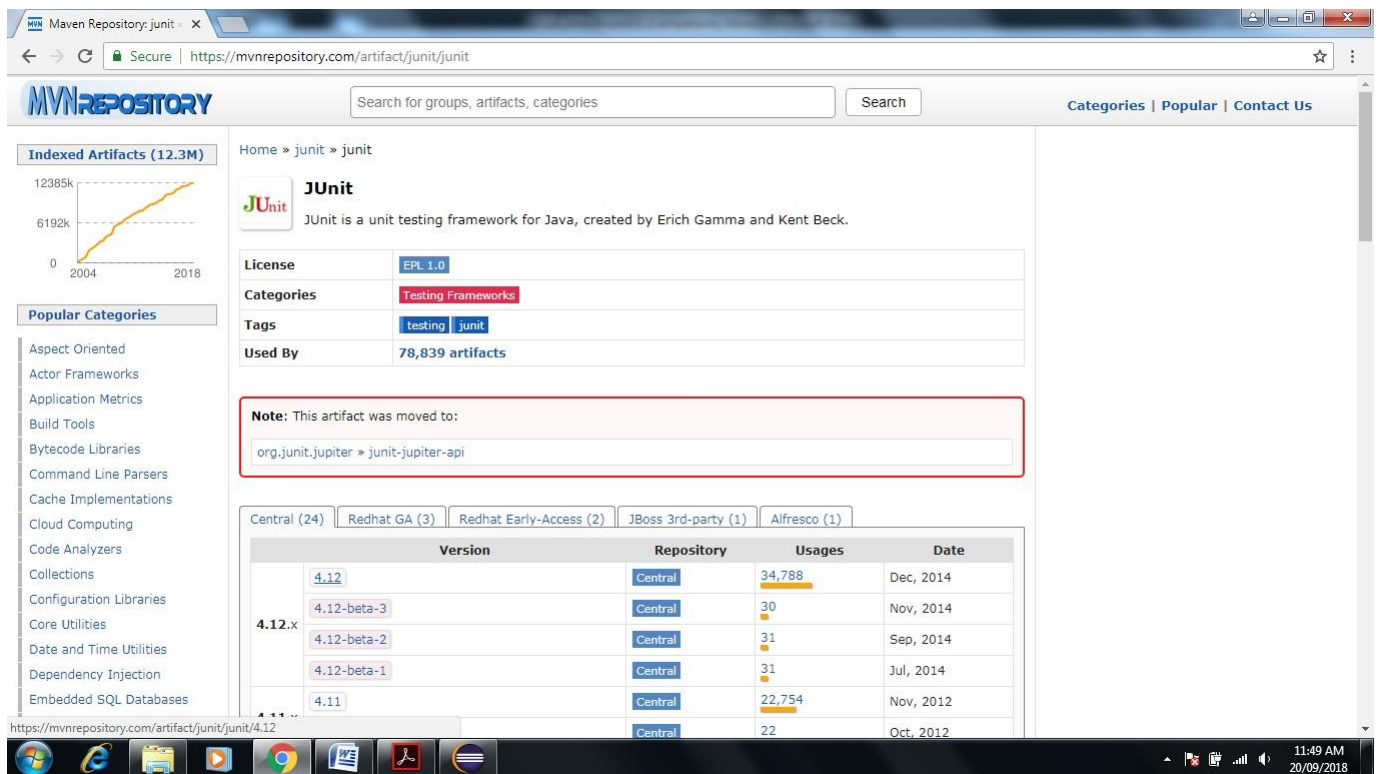 Maven Repository: junit »
Secure | https://mvnrepository.com/artifact/junit/junit
MVNREPOSITORY
Search for groups, artifacts, categories
Search
Categories | Popular | Contact Us
Indexed Artifacts (12.3M)
12385k
6192k
0
2004 2018
Popular Categories
Aspect Oriented
Actor Frameworks
Application Metrics
Build Tools
Bytecode Libraries
Command Line Parsers
Cache Implementations
Cloud Computing
Code Analyzers
Collections
Configuration Libraries
Core Utilities
Date and Time Utilities
Dependency Injection
Embedded SQL Databases
Home » junit » junit
JUnit
JUnit
JUnit is a unit testing framework for Java, created by Erich Gamma and Kent Beck.
License EPL 1.0
Categories Testing Frameworks
Tags testing junit
Used By 78,839 artifacts
Note: This artifact was moved to:
org.junit.jupiter » junit-jupiter-api
Central (24) Redhat GA (3) Redhat Early-Access (2) JBoss 3rd-party (1) Alfresco (1)
Version Repository Usages Date
4.12.x
4.12 Central 34,788 Dec, 2014
4.12-beta-3 Central 30 Nov, 2014
4.12-beta-2 Central 31 Sep, 2014
4.12-beta-1 Central 31 Jul, 2014
4.11.x
4.11 Central 22,754 Nov, 2012
Central 22 Oct, 2012
https://mvnrepository.com/artifact/junit/junit/4.12
11:49 AM
20/09/2018